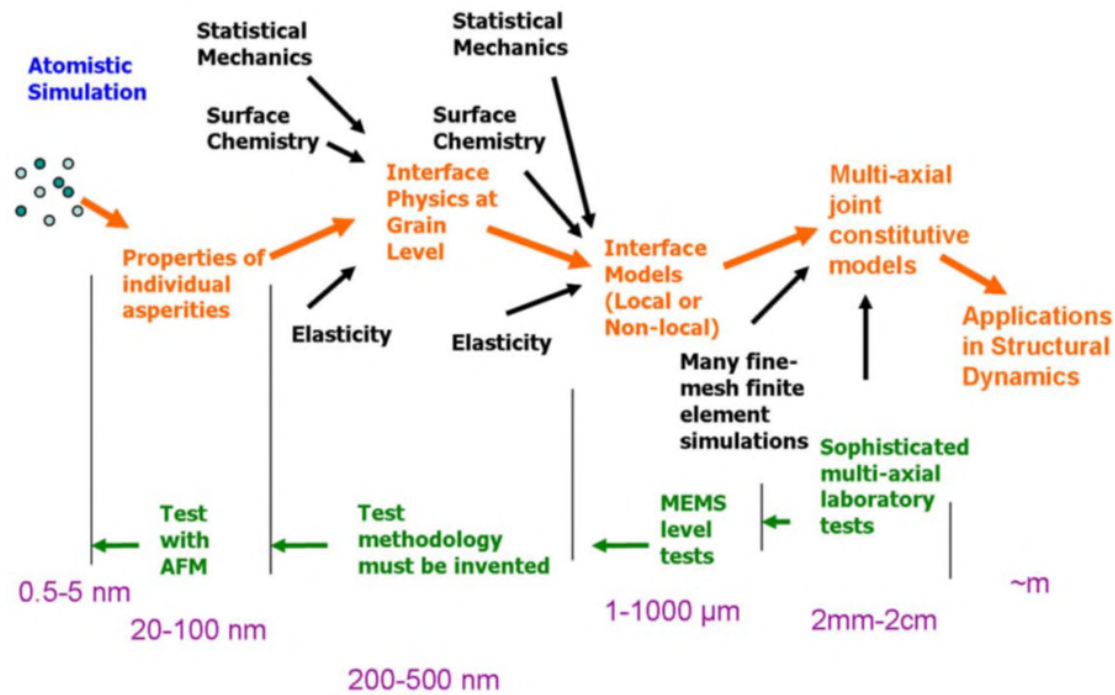 Statistical
Mechanics
Statistical
Mechanics
Atomistic
Simulation
Surface
Chemistry
Surface
Chemistry
Interface
Physics at
Grain
Level
Multi-axial
joint
constitutive
models
Properties of
individual
asperities
Interface
Models
(Local or
Non-local)
Elasticity
Elasticity
Applications
in Structural
Dynamics
Many fine-
mesh finite
element
simulations
Sophisticated
multi-axial
laboratory
tests
Test
with
AFM
Test
methodology
must be invented
MEMS
level
tests
0.5-5 nm
20-100 nm
200-500 nm
1-1000 µm
2mm-2cm
~m